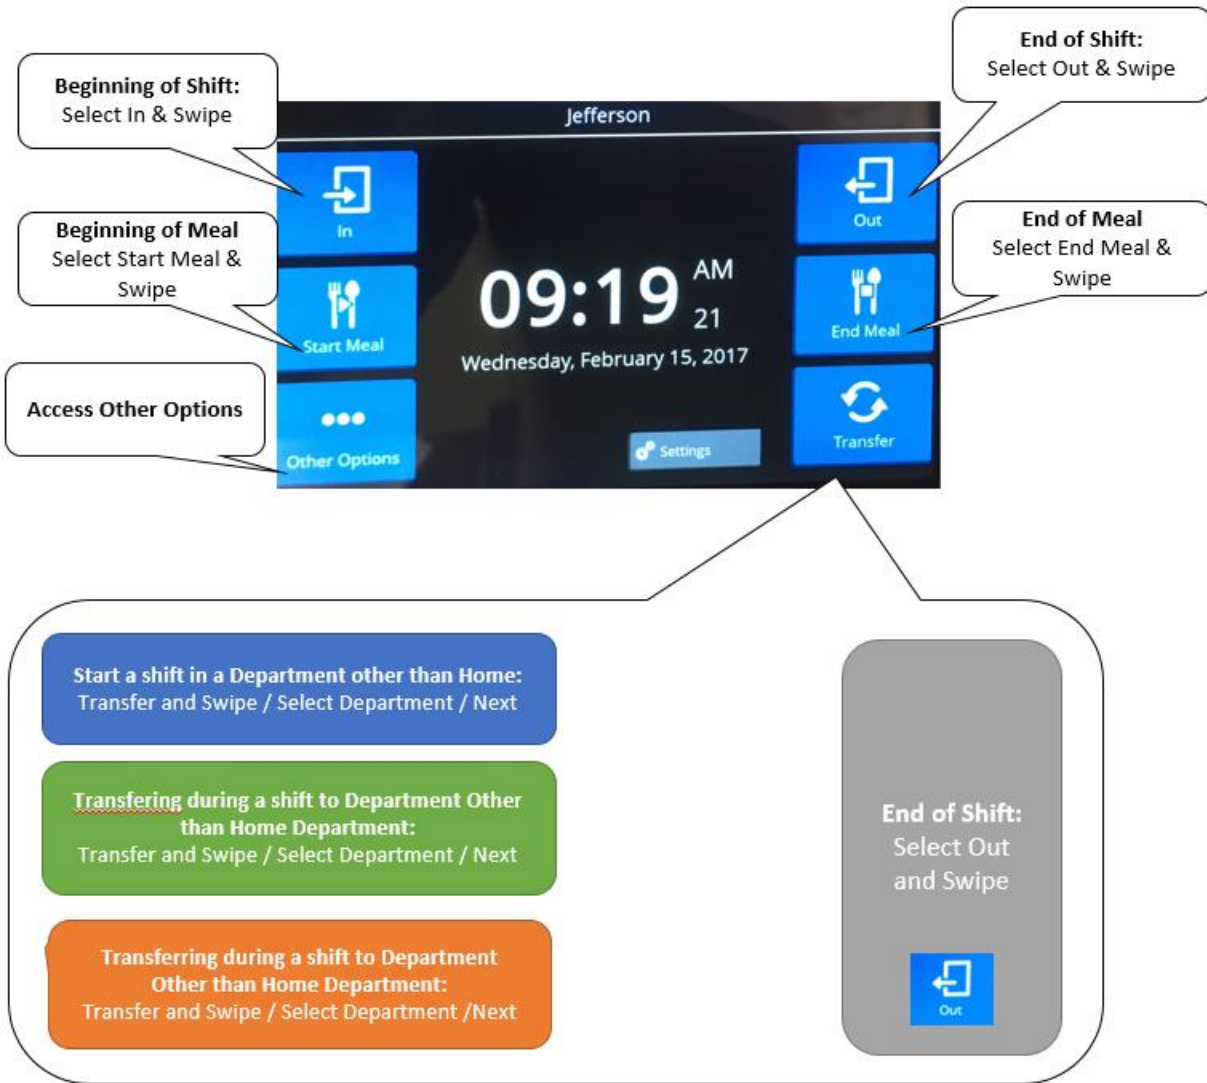 End of Shift:
Select Out & Swipe
Beginning of Shift:
Select In & Swipe
Jefferson
In
Out
Beginning of Meal
Select Start Meal &
Swipe
End of Meal
Select End Meal &
Swipe
Start Meal
09:19 AM
21
Wednesday, February 15, 2017
End Meal
Access Other Options
Other Options
Settings
Transfer
Start a shift in a Department other than Home:
Transfer and Swipe / Select Department / Next
Transfering during a shift to Department Other
than Home Department:
Transfer and Swipe / Select Department / Next
Transferring during a shift to Department
Other than Home Department:
Transfer and Swipe / Select Department /Next
End of Shift:
Select Out
and Swipe
Out